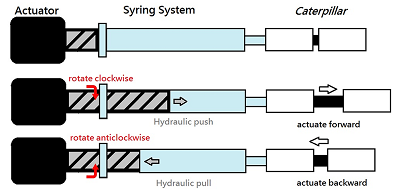 Actuator
Syring System
Caterpillar
rotate clockwise
Hydraulic push
actuate forward
rotate anticlockwise
Hydraulic pull
actuate backward